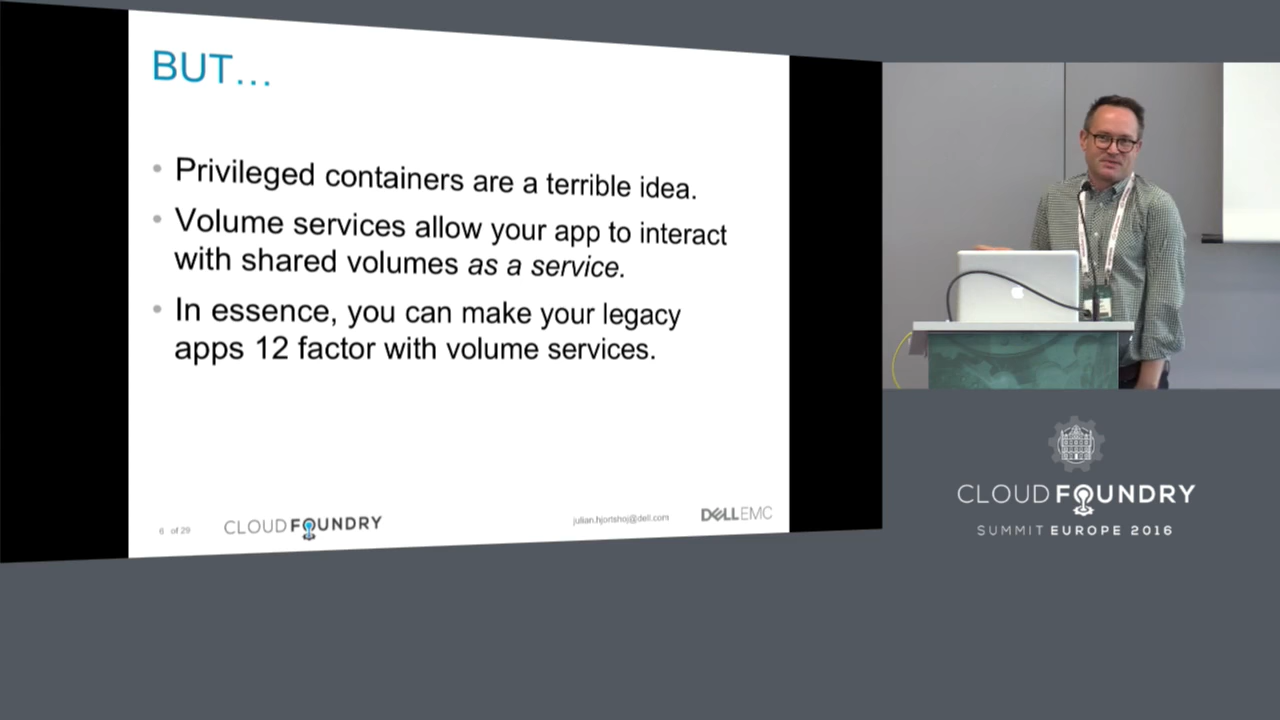 BUT...
• Privileged containers are a terrible idea.
• Volume services allow your app to interact
with shared volumes as a service.
• In essence, you can make your legacy
apps 12 factor with volume services.
6 of 29
CLOUD FOUNDRY
julian.hjortshoj@dell.com
DELLEMC
CLOUD FOUNDRY
SUMMIT EUROPE 2016